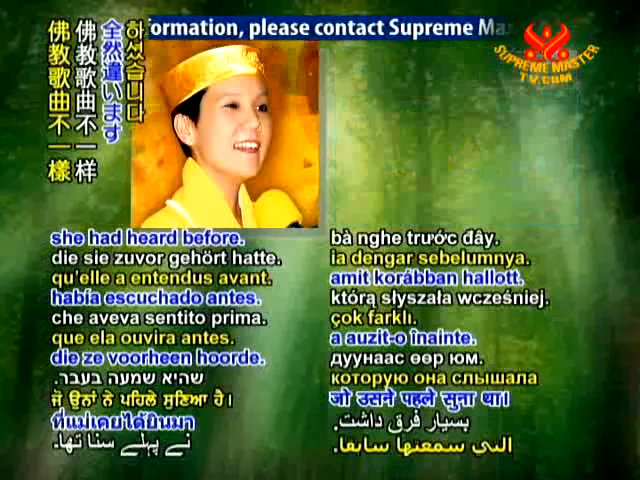 formation, please contact Supreme Ma
SUPREME MASTER
TV.COM
하셨습니다
全然違います
佛教歌曲不一样
佛教歌曲不一樣
she had heard before.
die sie zuvor gehört hatte.
qu'elle a entendus avant.
había escuchado antes.
che aveva sentito prima.
que ela ouvira antes.
die ze voorheen hoorde.
שהיא שמעה בעבר.
ਜੋ ਉਨਾਂ ਨੇ ਪਹਿਲੇ ਸੁਣਿਆ ਹੈ।
ที่แม่เคยได้ยินมา
نے پہلے سنا تھا.
bà nghe trước đây.
ia dengar sebelumnya.
amit korábban hallott.
którą słyszała wcześniej.
çok farklı.
a auzit-o înainte.
дуунаас өөр юм.
которую она слышала
जो उसने पहले सुना था।
بسیار فرق داشت.
التي سمعتها سابقا.